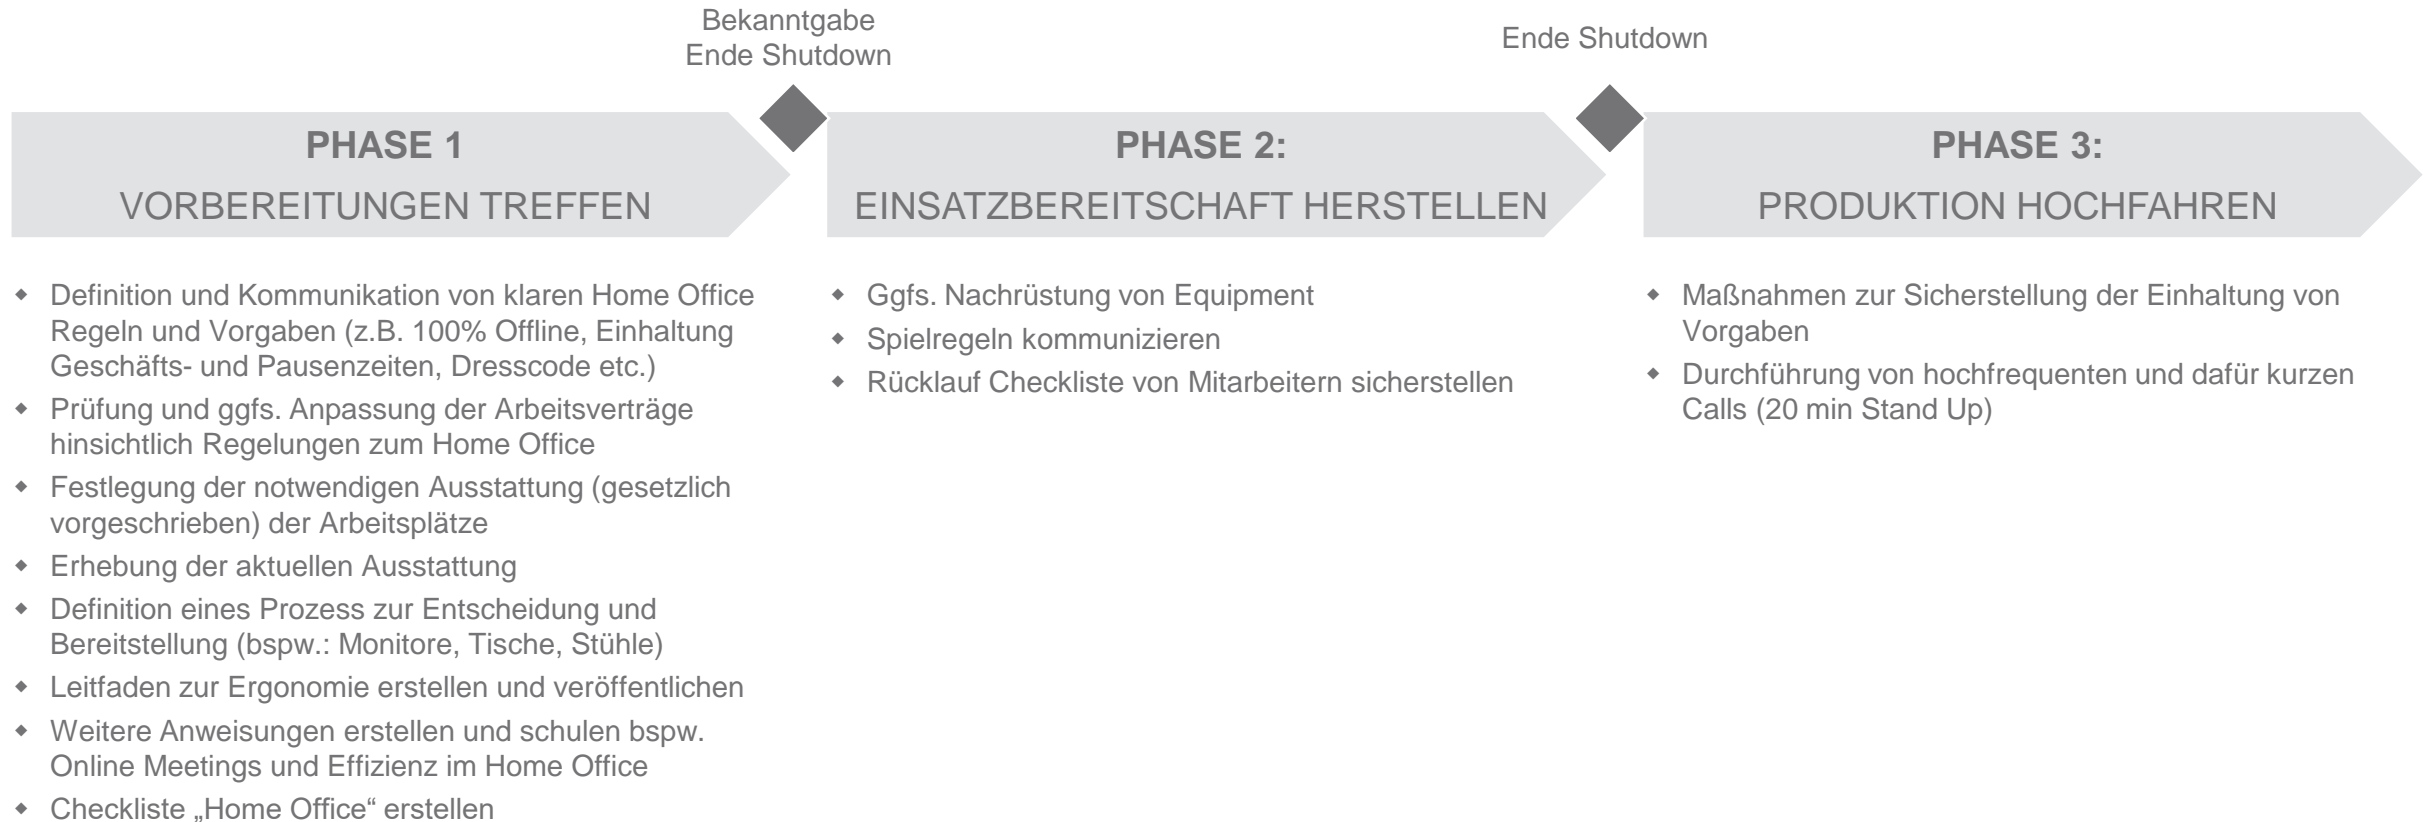 Bekanntgabe
Ende Shutdown
Ende Shutdown
PHASE 1
VORBEREITUNGEN TREFFEN
PHASE 2:
EINSATZBEREITSCHAFT HERSTELLEN
PHASE 3:
PRODUKTION HOCHFAHREN
Definition und Kommunikation von klaren Home Office
Regeln und Vorgaben (z.B. 100% Offline, Einhaltung
Geschäfts- und Pausenzeiten, Dresscode etc.)
Prüfung und ggfs. Anpassung der Arbeitsverträge
hinsichtlich Regelungen zum Home Office
Festlegung der notwendigen Ausstattung (gesetzlich
vorgeschrieben) der Arbeitsplätze
Erhebung der aktuellen Ausstattung
Definition eines Prozess zur Entscheidung und
Bereitstellung (bspw.: Monitore, Tische, Stühle)
Leitfaden zur Ergonomie erstellen und veröffentlichen
Weitere Anweisungen erstellen und schulen bspw.
Online Meetings und Effizienz im Home Office
Checkliste „Home Office“ erstellen
Ggfs. Nachrüstung von Equipment
Spielregeln kommunizieren
Rücklauf Checkliste von Mitarbeitern sicherstellen
Maßnahmen zur Sicherstellung der Einhaltung von
Vorgaben
Durchführung von hochfrequenten und dafür kurzen
Calls (20 min Stand Up)